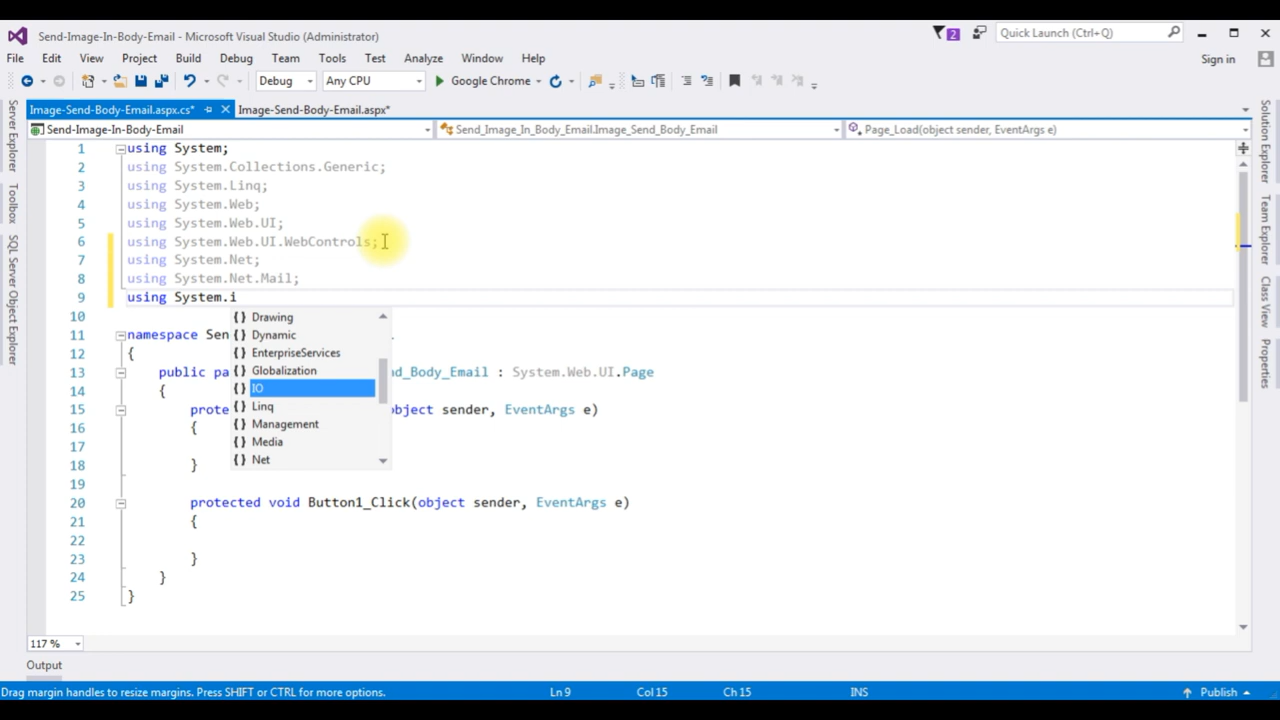 Send-Image-In-Body-Email - Microsoft Visual Studio (Administrator)
2
Quick Launch (Ctrl+Q)
File Edit View Project Build Debug Team Tools Test Analyze Window Help
Sign in
Debug Any CPU Google Chrome
Image-Send-Body-Email.aspx.cs* Image-Send-Body-Email.aspx*
Send-Image-In-Body-Email Send_Image_In_Body_Email.Image_Send_Body_Email Page_Load(object sender, EventArgs e)
Server Explorer
Toolbox
SQL Server Object Explorer
1 using System;
2 using System.Collections.Generic;
3 using System.Linq;
4 using System.Web;
5 using System.Web.UI;
6 using System.Web.UI.WebControls;
7 using System.Net;
8 using System.Net.Mail;
9 using System.i
10
11 namespace Sen
12 {
13 public pa d_Body_Email : System.Web.UI.Page
14 {
15 prote bject sender, EventArgs e)
16 {
17
18 }
19
20 protected void Button1_Click(object sender, EventArgs e)
21 {
22
23 }
24 }
25 }
{ } Drawing
{ } Dynamic
{ } EnterpriseServices
{ } Globalization
{ } IO
{ } Linq
{ } Management
{ } Media
{ } Net
Solution Explorer
Team Explorer
Class View
Properties
117 %
Output
Drag margin handles to resize margins. Press SHIFT or CTRL for more options. Ln 9 Col 15 Ch 15 INS Publish